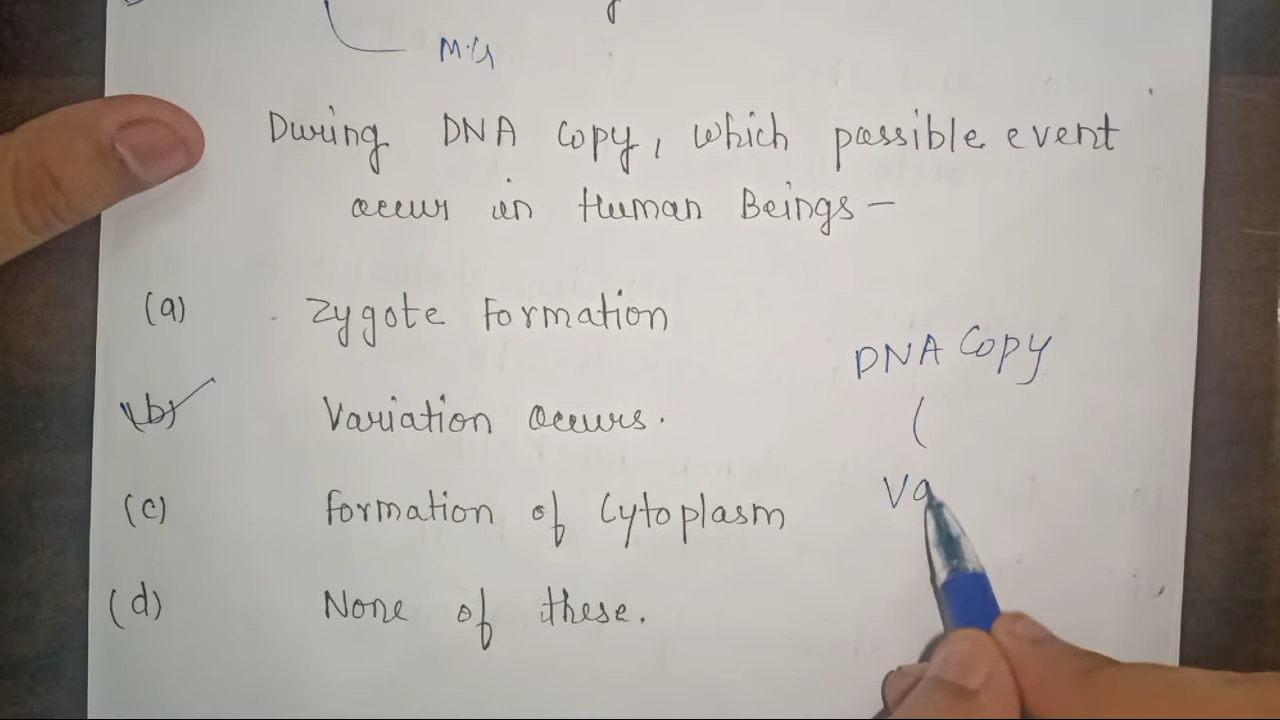 M.G
During DNA Copy, which possible event
occur in Human Beings -
(a) Zygote Formation
(b) Variation occurs.
DNA Copy
(c) Formation of Cytoplasm
Va
(d) None of these.